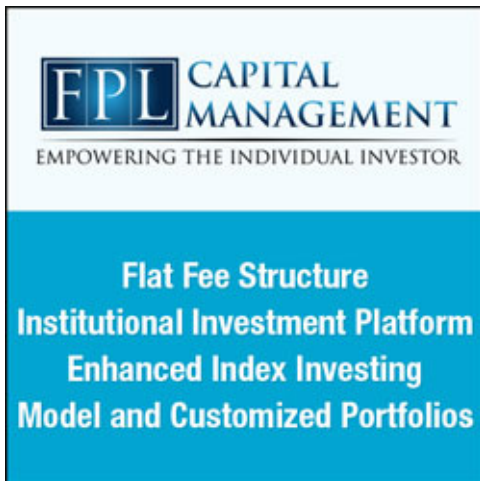 FPL CAPITAL
MANAGEMENT
EMPOWERING THE INDIVIDUAL INVESTOR
Flat Fee Structure
Institutional Investment Platform
Enhanced Index Investing
Model and Customized Portfolios